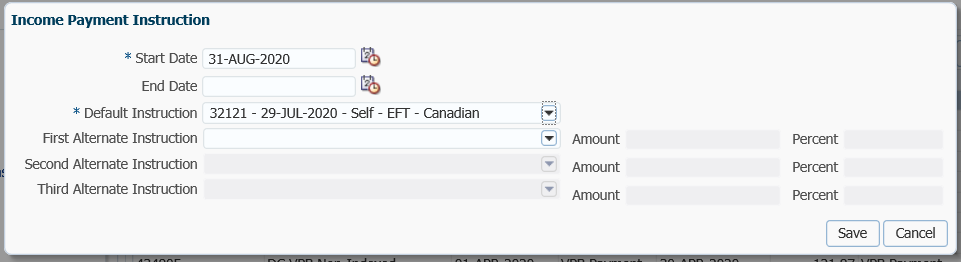 Income Payment Instruction
* Start Date 31-AUG-2020
End Date
* Default Instruction 32121 - 29-JUL-2020 - Self - EFT - Canadian
First Alternate Instruction Amount Percent
Second Alternate Instruction Amount Percent
Third Alternate Instruction Amount Percent
Save Cancel